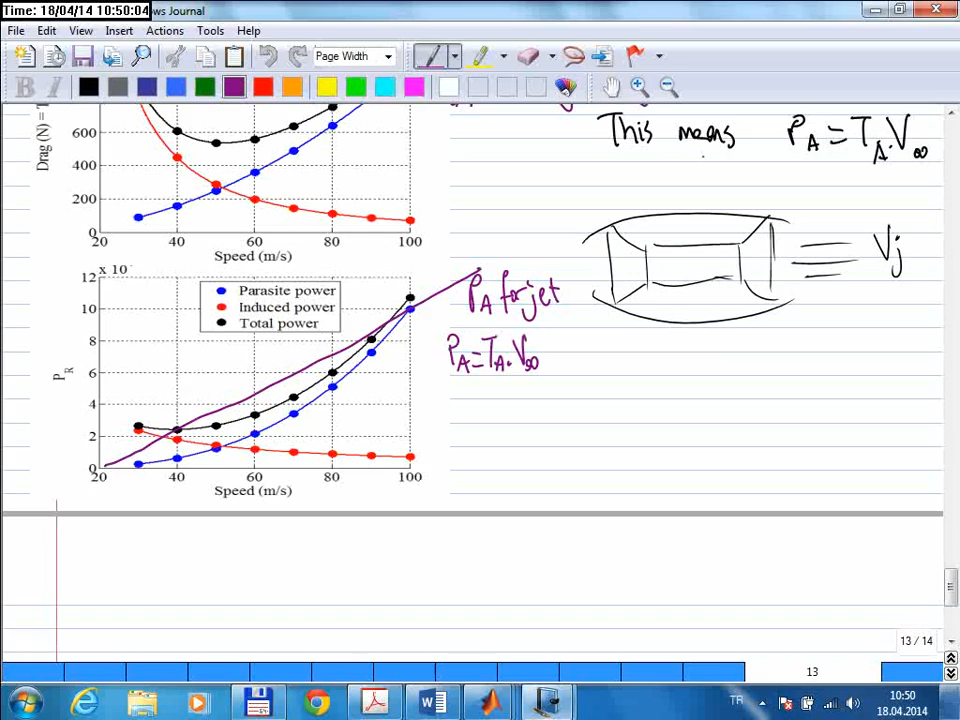 Time: 18/04/14 10:50:04
ws Journal
File Edit View Insert Actions Tools Help
Page Width
B I
This means P_A = T_A . V_∞
Drag (N) = T
600
400
200
0
20 40 60 80 100
Speed (m/s)
V_j
x 10
12
10
8
6
4
2
0
Parasite power
Induced power
Total power
P_R
20 40 60 80 100
Speed (m/s)
P_A for jet
P_A = T_A . V_∞
13 / 14
13
TR
10:50
18.04.2014